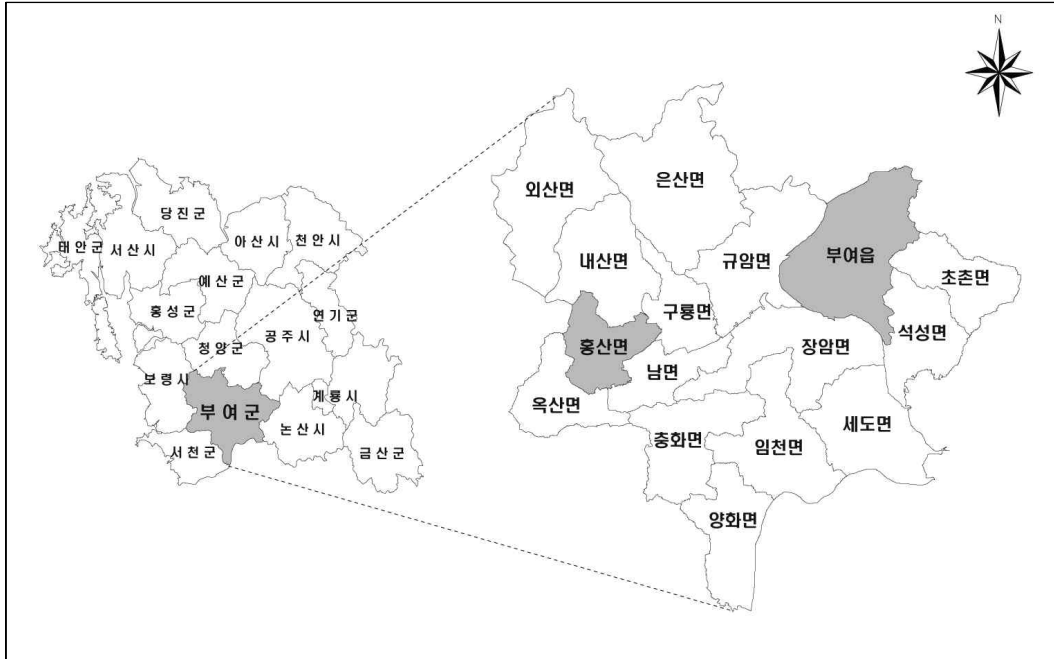 N
당진군
아산시
천안시
태안군
서산시
예산군
홍성군
연기군
공주시
청양군
보령시
계룡시
부여군
논산시
서천군
금산군
외산면
은산면
내산면
규암면
부여읍
초촌면
구룡면
홍산면
석성면
장암면
남면
옥산면
세도면
충화면
임천면
양화면